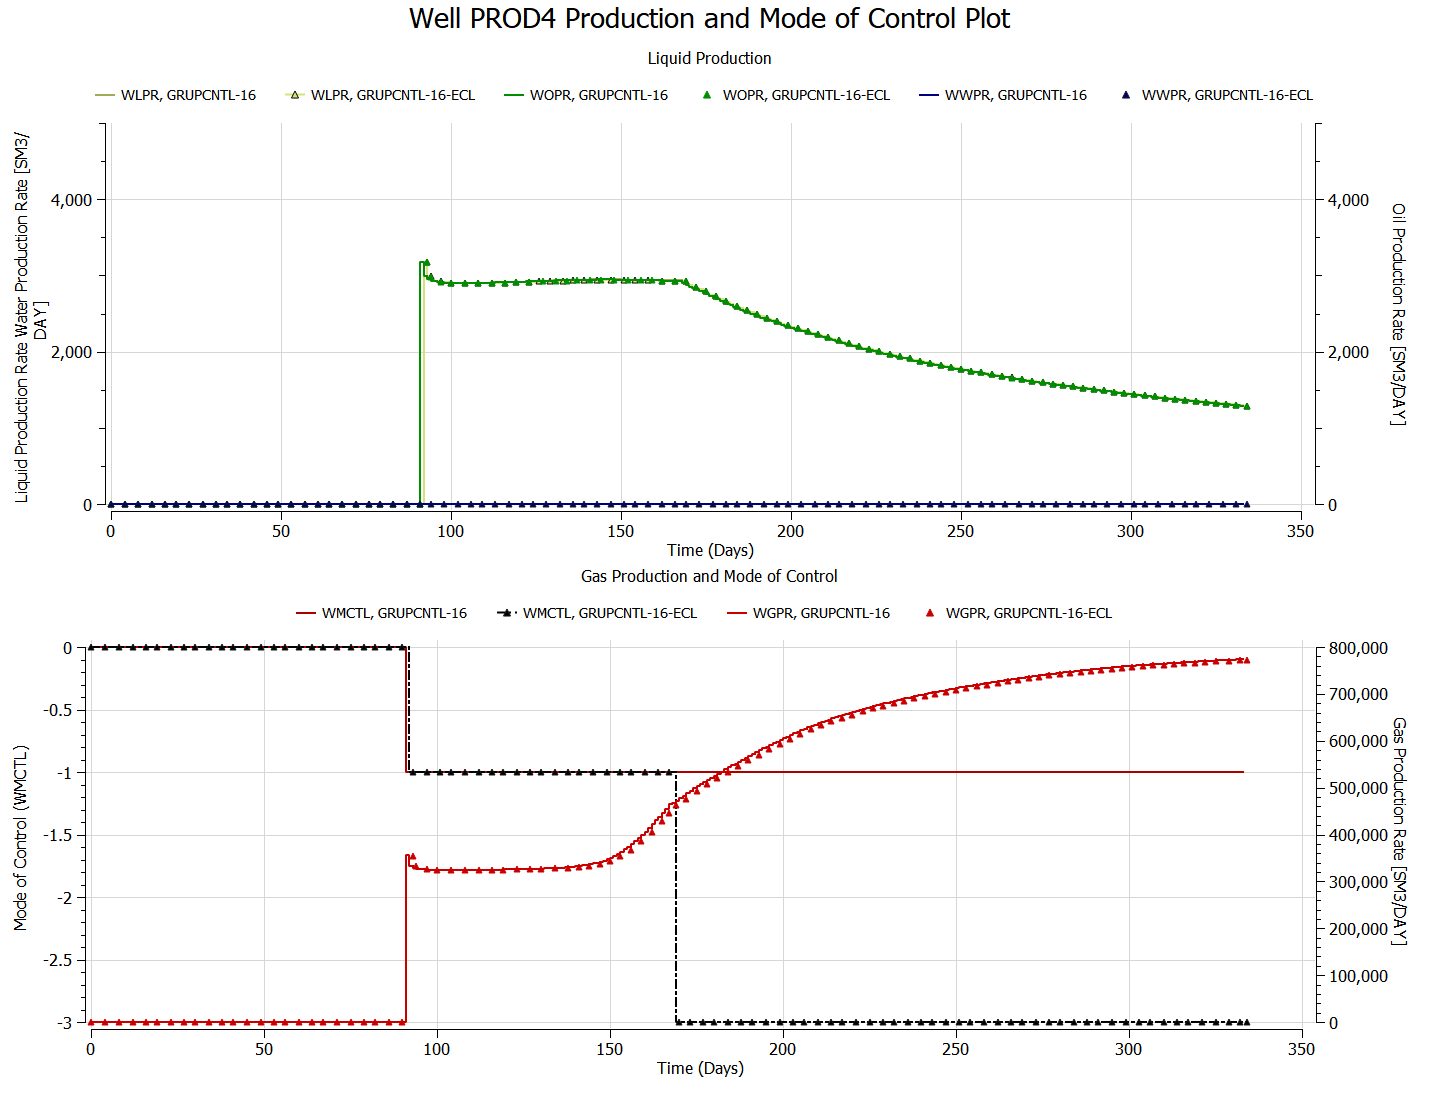 Well PROD4 Production and Mode of Control Plot
Liquid Production
WLPR, GRUPCNTL-16 WLPR, GRUPCNTL-16-ECL WOPR, GRUPCNTL-16 WOPR, GRUPCNTL-16-ECL WWPR, GRUPCNTL-16 WWPR, GRUPCNTL-16-ECL
Liquid Production Rate Water Production Rate [SM3/
DAY]
4,000
2,000
0
4,000
2,000
0
Oil Production Rate [SM3/DAY]
0 50 100 150 200 250 300 350
Time (Days)
Gas Production and Mode of Control
WMCTL, GRUPCNTL-16 WMCTL, GRUPCNTL-16-ECL WGPR, GRUPCNTL-16 WGPR, GRUPCNTL-16-ECL
Mode of Control (WMCTL)
0
-0.5
-1
-1.5
-2
-2.5
-3
800,000
700,000
600,000
500,000
400,000
300,000
200,000
100,000
0
Gas Production Rate [SM3/DAY]
0 50 100 150 200 250 300 350
Time (Days)